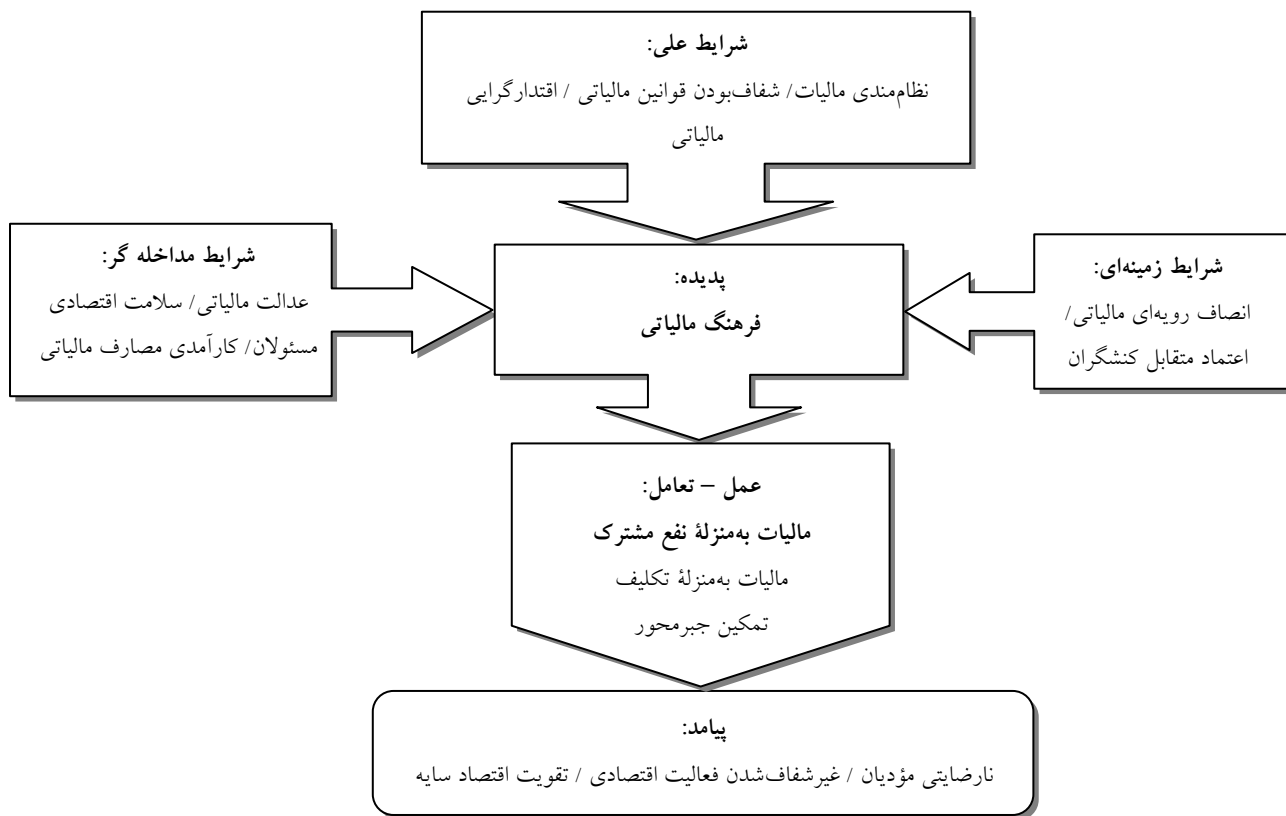 شرایط علی:
نظام‌مندی مالیات/ شفاف‌بودن قوانین مالیاتی / اقتدارگرایی
مالیاتی
شرایط زمینه‌ای:
انصاف رویه‌ای مالیاتی/
اعتماد متقابل کنشگران
پدیده:
فرهنگ مالیاتی
شرایط مداخله گر:
عدالت مالیاتی/ سلامت اقتصادی
مسئولان/ کارآمدی مصارف مالیاتی
عمل – تعامل:
مالیات به‌منزلۀ نفع مشترک
مالیات به‌منزلۀ تکلیف
تمکین جبرمحور
پیامد:
نارضایتی مؤدیان / غیرشفاف‌شدن فعالیت اقتصادی / تقویت اقتصاد سایه